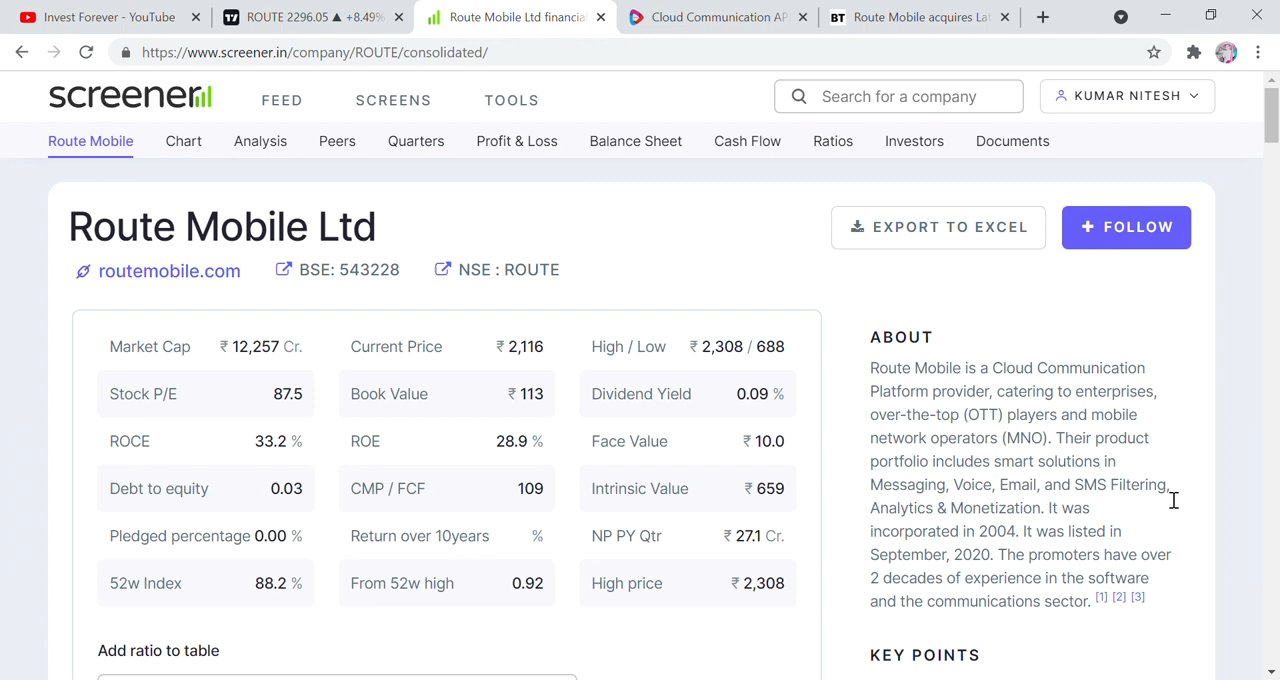 Invest Forever - YouTube
ROUTE 2296.05 ▲ +8.49%
Route Mobile Ltd financia
Cloud Communication AP
BT Route Mobile acquires Lat
https://www.screener.in/company/ROUTE/consolidated/
screener
FEED SCREENS TOOLS
Search for a company
KUMAR NITESH
Route Mobile Chart Analysis Peers Quarters Profit & Loss Balance Sheet Cash Flow Ratios Investors Documents
Route Mobile Ltd
EXPORT TO EXCEL
+ FOLLOW
routemobile.com BSE: 543228 NSE : ROUTE
Market Cap ₹ 12,257 Cr. Current Price ₹ 2,116 High / Low ₹ 2,308 / 688
Stock P/E 87.5 Book Value ₹ 113 Dividend Yield 0.09 %
ROCE 33.2 % ROE 28.9 % Face Value ₹ 10.0
Debt to equity 0.03 CMP / FCF 109 Intrinsic Value ₹ 659
Pledged percentage 0.00 % Return over 10years % NP PY Qtr ₹ 27.1 Cr.
52w Index 88.2 % From 52w high 0.92 High price ₹ 2,308
Add ratio to table
ABOUT
Route Mobile is a Cloud Communication
Platform provider, catering to enterprises,
over-the-top (OTT) players and mobile
network operators (MNO). Their product
portfolio includes smart solutions in
Messaging, Voice, Email, and SMS Filtering,
Analytics & Monetization. It was
incorporated in 2004. It was listed in
September, 2020. The promoters have over
2 decades of experience in the software
and the communications sector. [1] [2] [3]
KEY POINTS